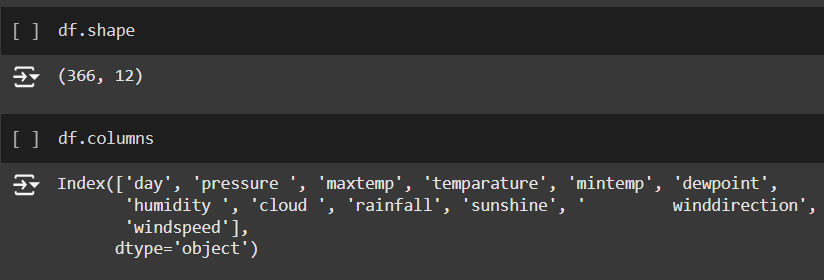 [ ] df.shape
(366, 12)
[ ] df.columns
Index(['day', 'pressure ', 'maxtemp', 'temparature', 'mintemp', 'dewpoint',
'humidity ', 'cloud ', 'rainfall', 'sunshine', '         winddirection',
'windspeed'],
dtype='object')